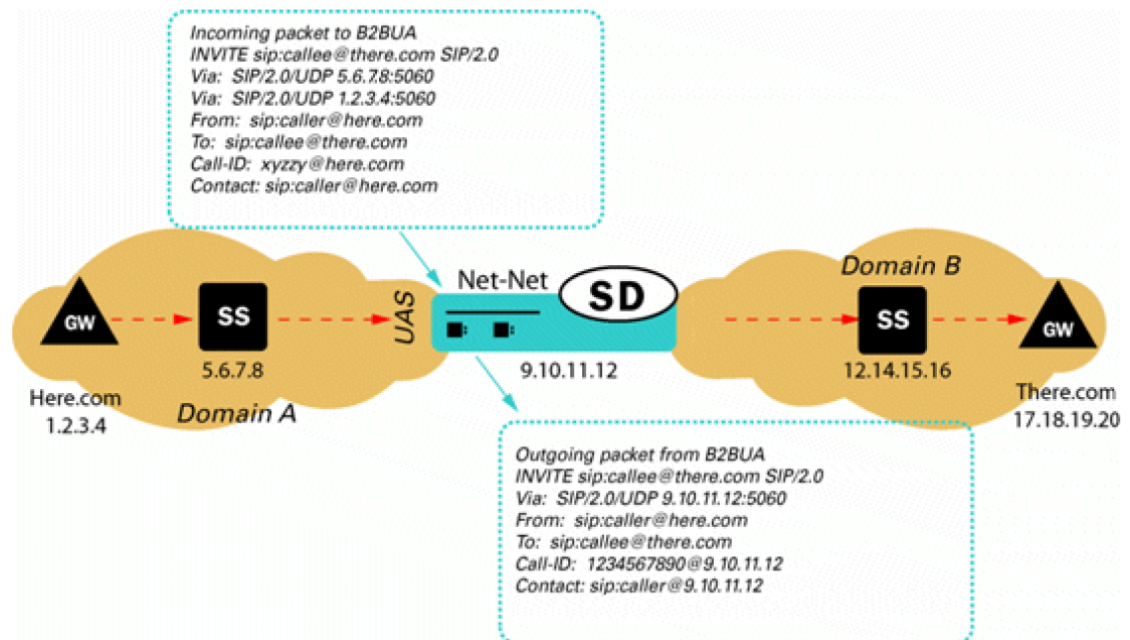 Incoming packet to B2BUA
INVITE sip:callee@there.com SIP/2.0
Via: SIP/2.0/UDP 5.6.7.8:5060
Via: SIP/2.0/UDP 1.2.3.4:5060
From: sip:caller@here.com
To: sip:callee@there.com
Call-ID: xyzzy@here.com
Contact: sip:caller@here.com
Net-Net
SD
Domain B
UAS
GW
SS
SS
GW
5.6.7.8
9.10.11.12
12.14.15.16
Here.com
1.2.3.4
Domain A
There.com
17.18.19.20
Outgoing packet from B2BUA
INVITE sip:callee@there.com SIP/2.0
Via: SIP/2.0/UDP 9.10.11.12:5060
From: sip:caller@here.com
To: sip:callee@there.com
Call-ID: 1234567890@9.10.11.12
Contact: sip:caller@9.10.11.12